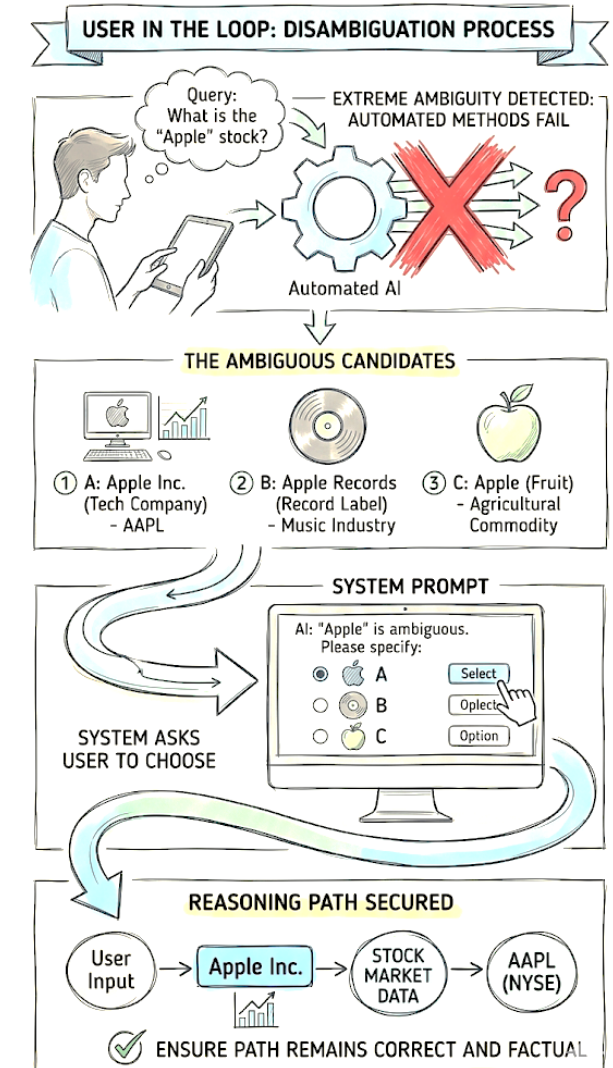 USER IN THE LOOP: DISAMBIGUATION PROCESS
Query:
What is the
“Apple” stock?
EXTREME AMBIGUITY DETECTED:
AUTOMATED METHODS FAIL
?
Automated AI
THE AMBIGUOUS CANDIDATES
1 A: Apple Inc.
(Tech Company)
- AAPL
2 B: Apple Records
(Record Label)
- Music Industry
3 C: Apple (Fruit)
- Agricultural
Commodity
SYSTEM PROMPT
AI: "Apple" is ambiguous.
Please specify:
A Select
B Oplect
C Option
SYSTEM ASKS
USER TO CHOOSE
REASONING PATH SECURED
User
Input
Apple Inc.
STOCK
MARKET
DATA
AAPL
(NYSE)
ENSURE PATH REMAINS CORRECT AND FACTUAL